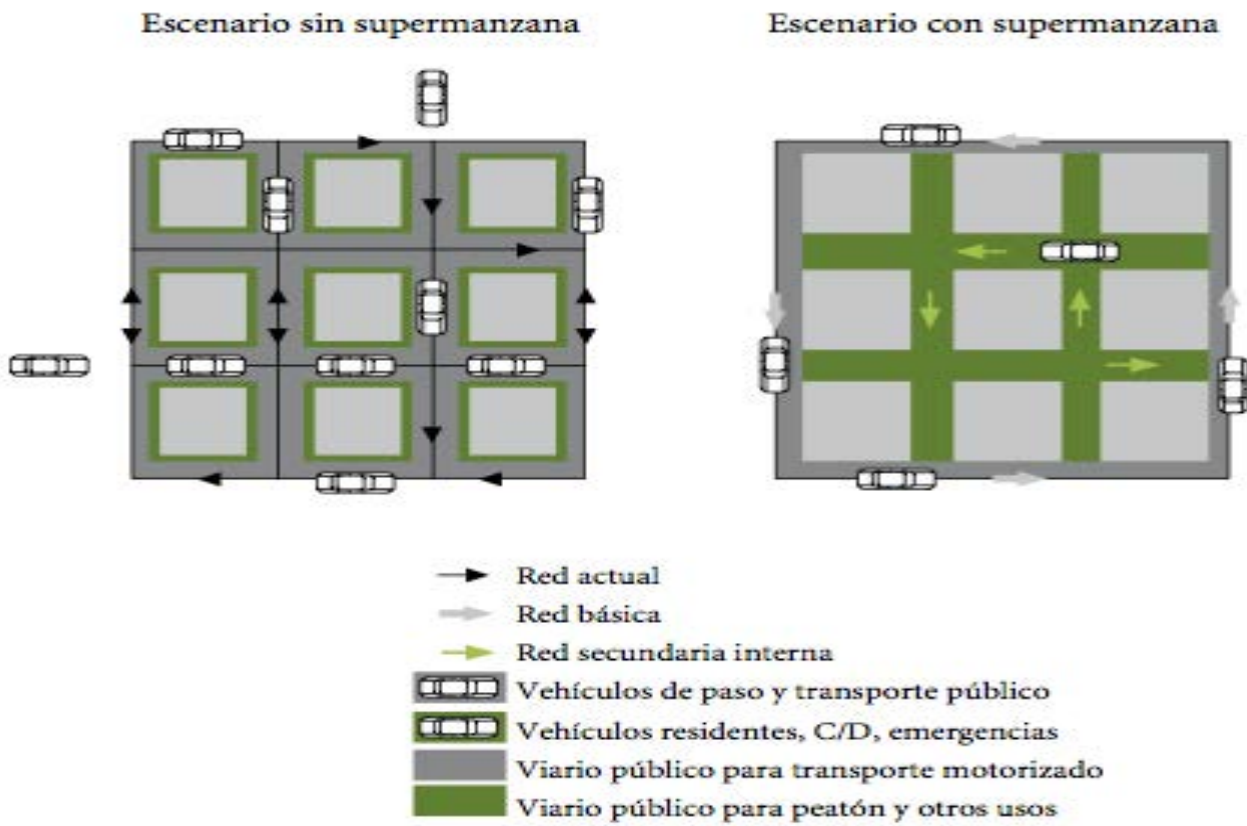 Escenario sin supermanzana
Escenario con supermanzana
Red actual
Red básica
Red secundaria interna
Vehículos de paso y transporte público
Vehículos residentes, C/D, emergencias
Viario público para transporte motorizado
Viario público para peatón y otros usos